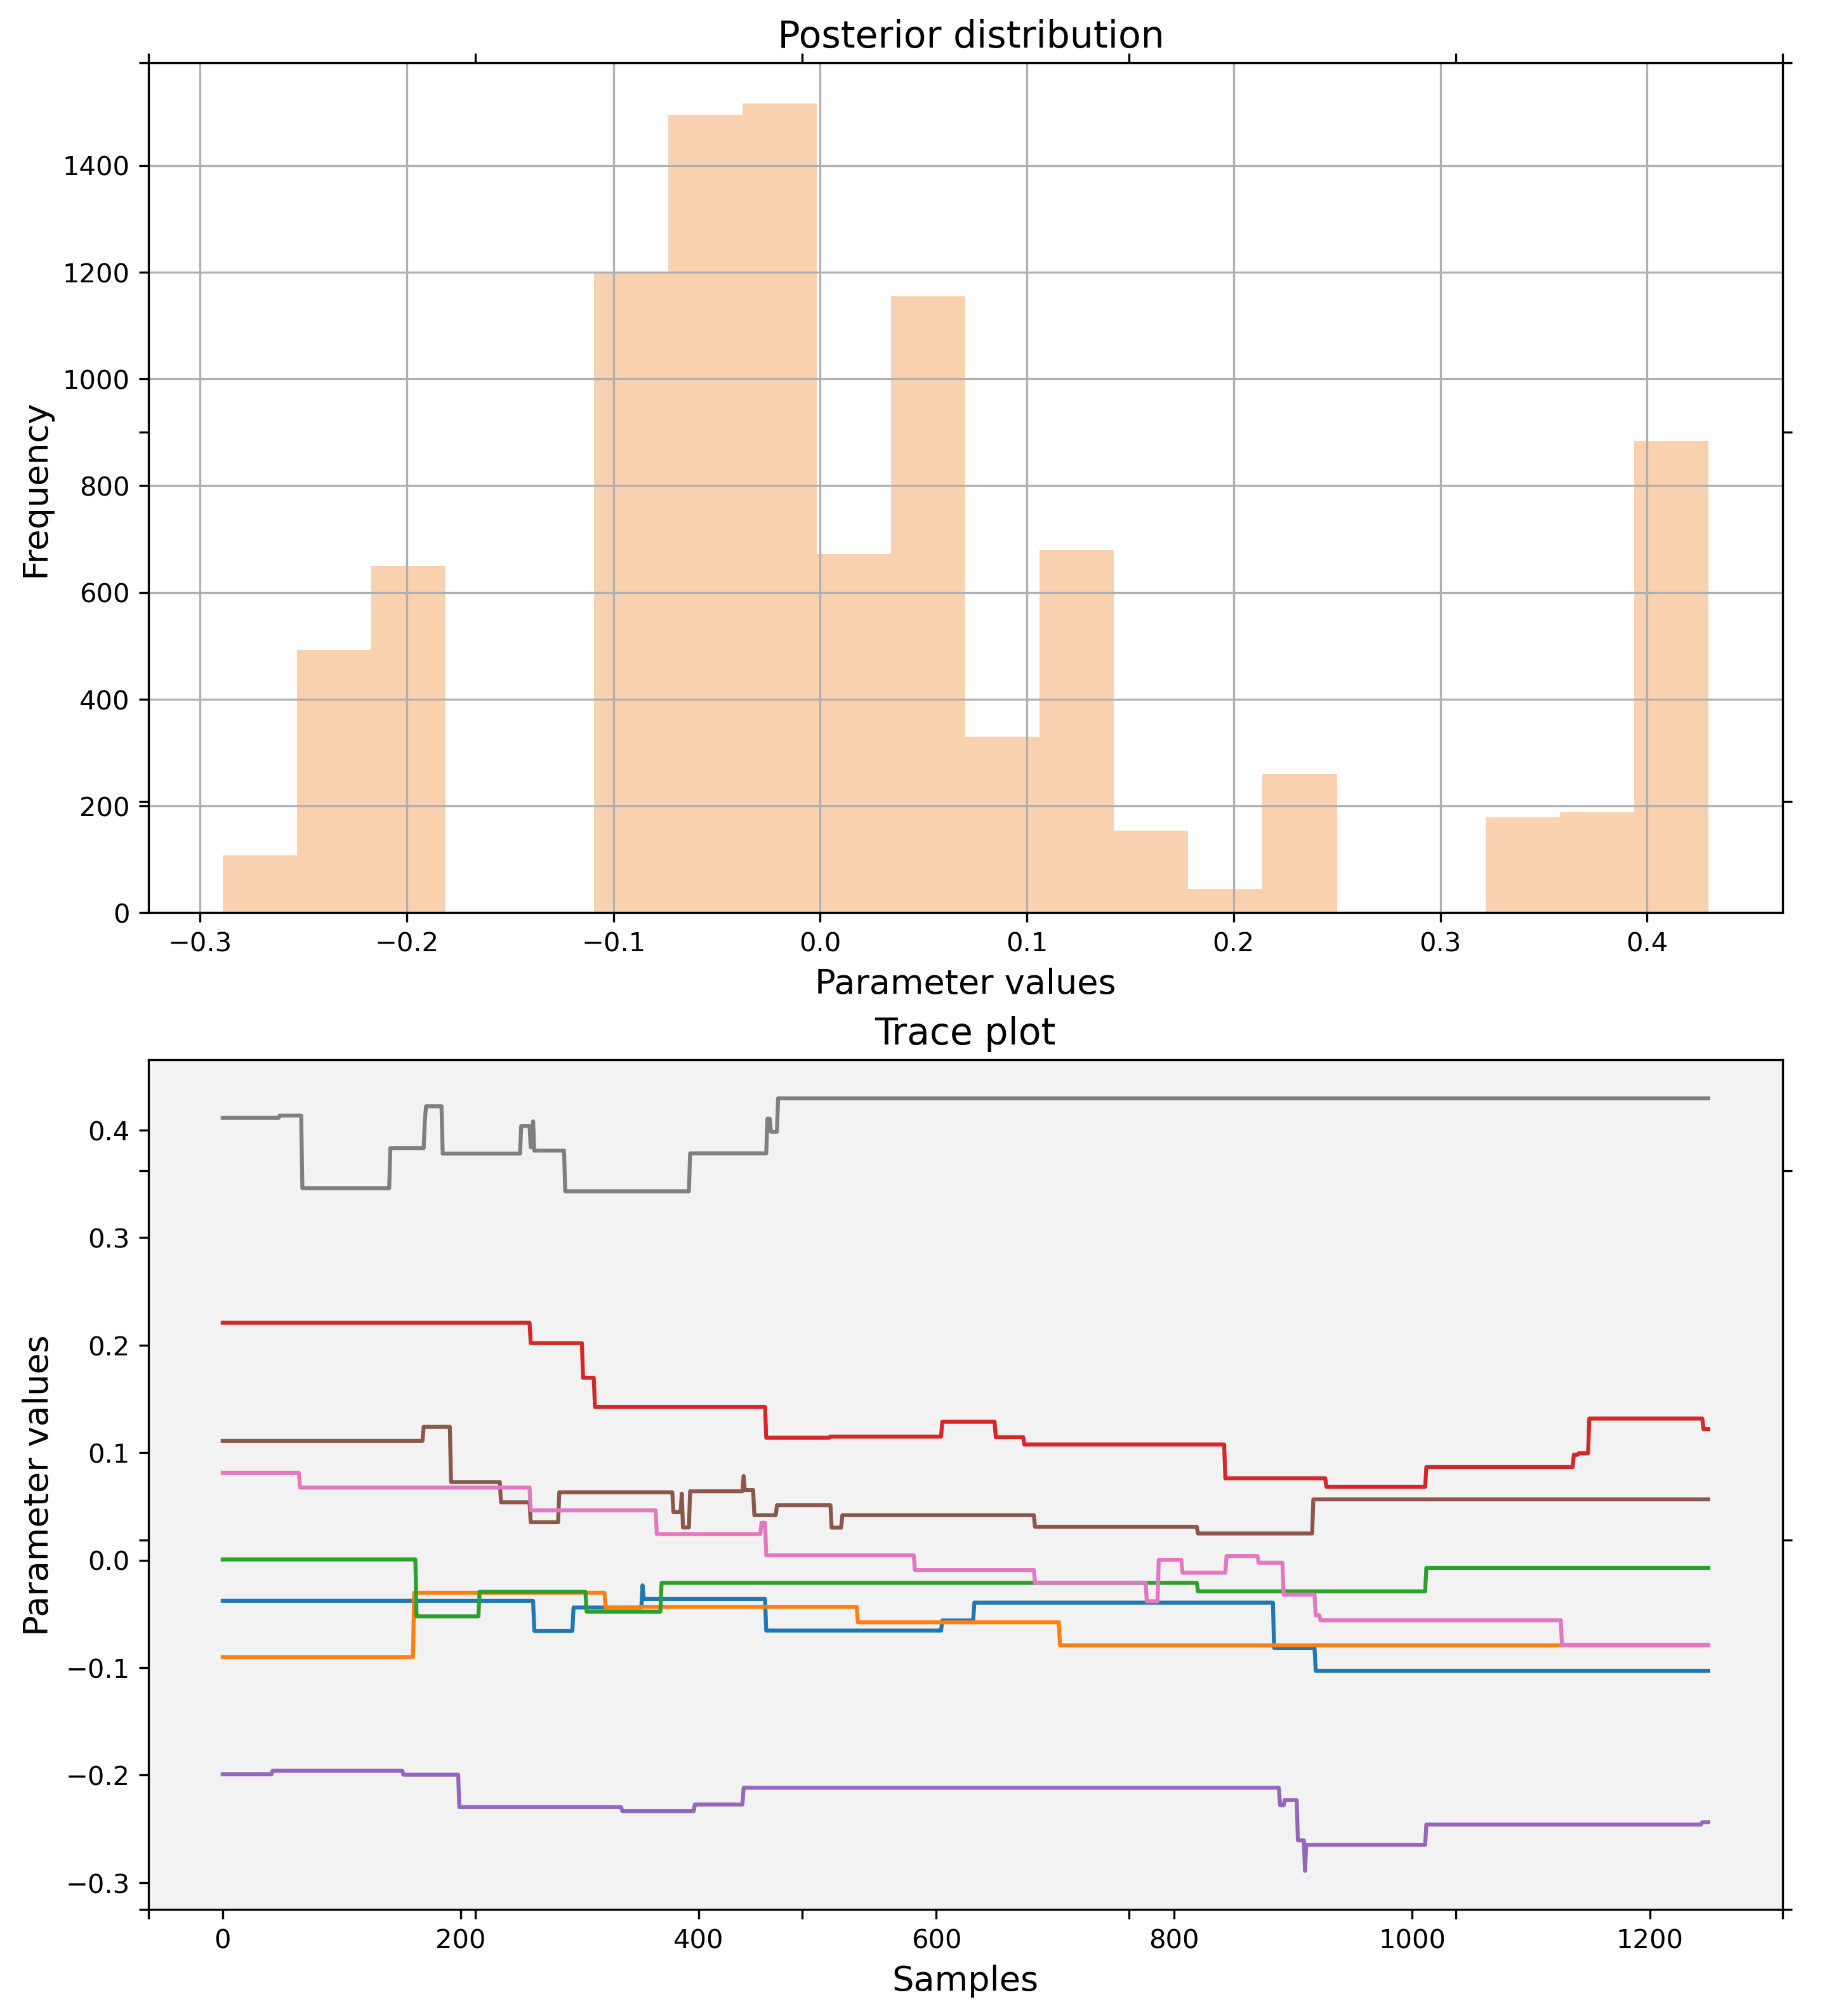 Posterior distribution
1400
1200
1000
800
600
400
200
0
Frequency
−0.3 −0.2 −0.1 0.0 0.1 0.2 0.3 0.4
Parameter values
Trace plot
0.4
0.3
0.2
0.1
0.0
−0.1
−0.2
−0.3
Parameter values
0 200 400 600 800 1000 1200
Samples